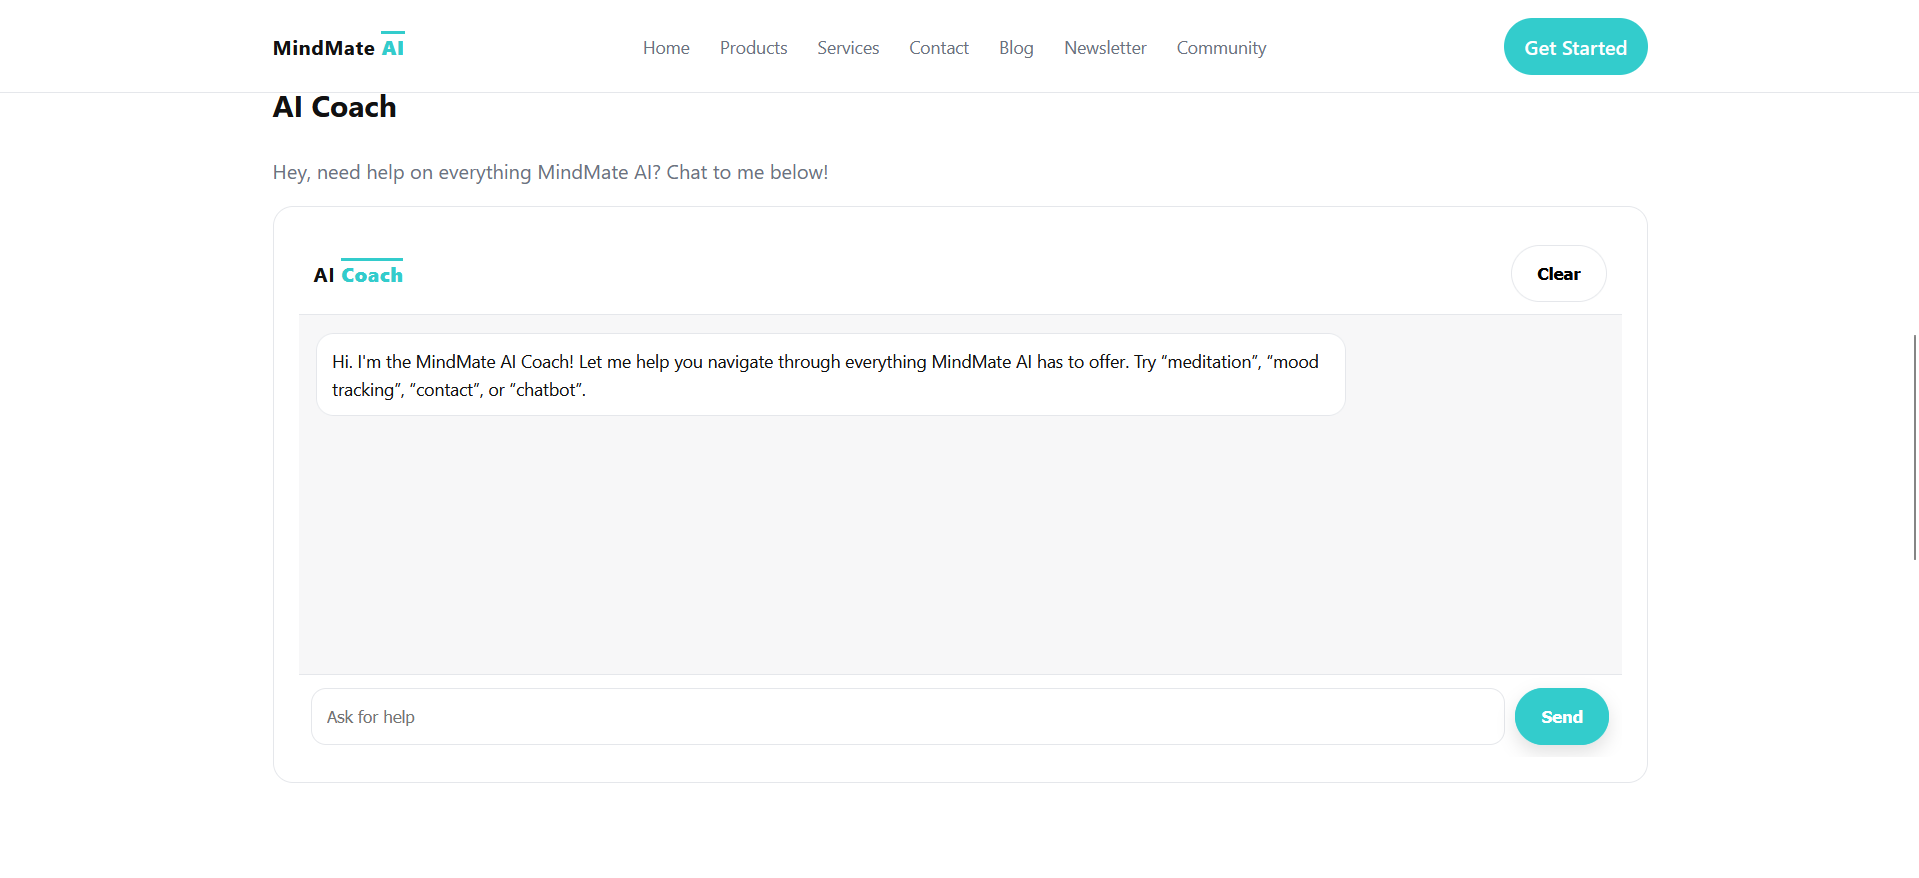 MindMate AI
Home Products Services Contact Blog Newsletter Community
Get Started
AI Coach
Hey, need help on everything MindMate AI? Chat to me below!
AI Coach
Clear
Hi. I'm the MindMate AI Coach! Let me help you navigate through everything MindMate AI has to offer. Try “meditation”, “mood
tracking”, “contact”, or “chatbot”.
Ask for help
Send